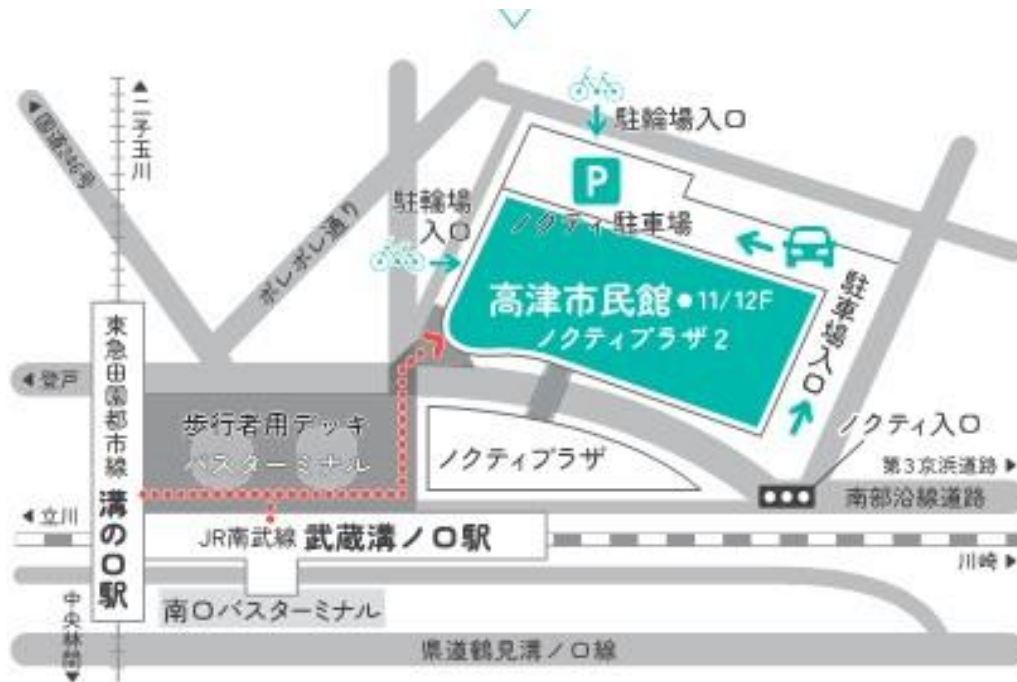 二子玉川
国道246号
駐輪場入口
P
ノクティ駐車場
ポレポレ通り
駐輪場
入口
高津市民館 ● 11/12F
ノクティプラザ 2
駐車場入口
東急田園都市線
溝の口駅
登戸
歩行者用デッキ
バスターミナル
ノクティプラザ
ノクティ入口
第3京浜道路
南部沿線道路
立川
JR南武線 武蔵溝ノ口駅
川崎
南口バスターミナル
中央林間
県道鶴見溝ノ口線